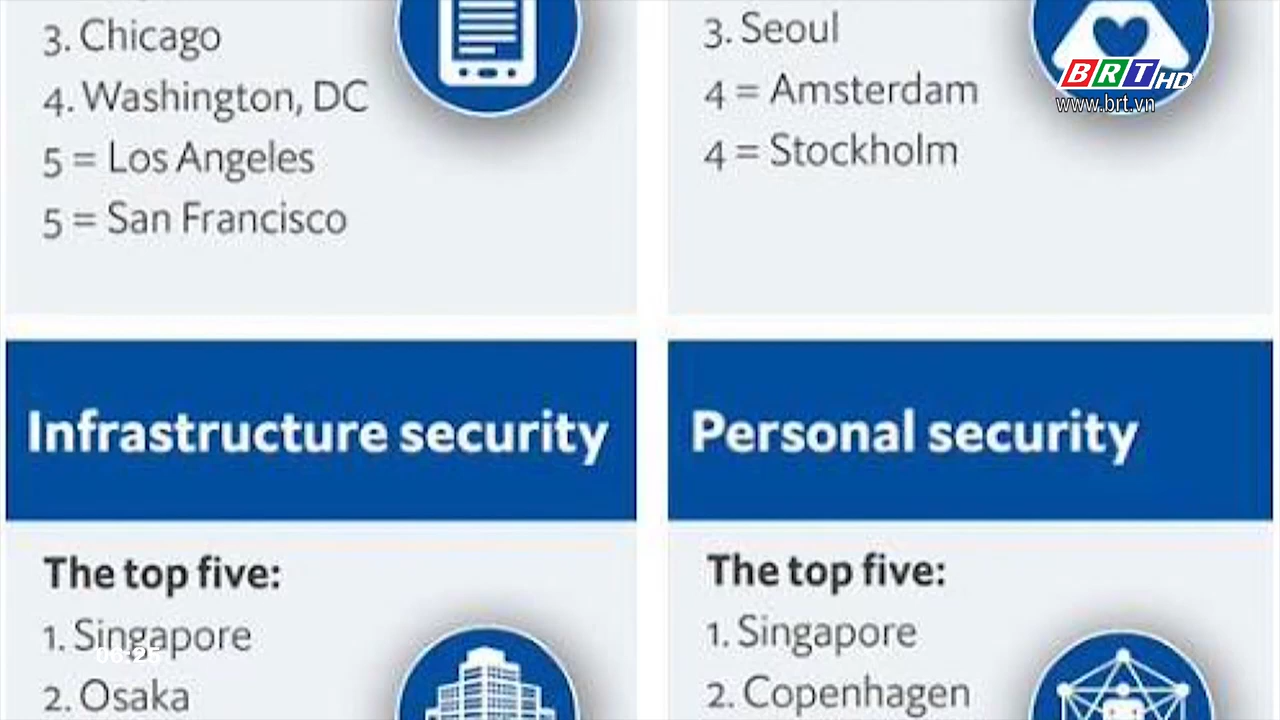 3. Chicago
4. Washington, DC
5 = Los Angeles
5 = San Francisco
3. Seoul
4 = Amsterdam
4 = Stockholm
BRT HD
www.brt.vn
Infrastructure security
The top five:
1. Singapore
2. Osaka
Personal security
The top five:
1. Singapore
2. Copenhagen
06:25